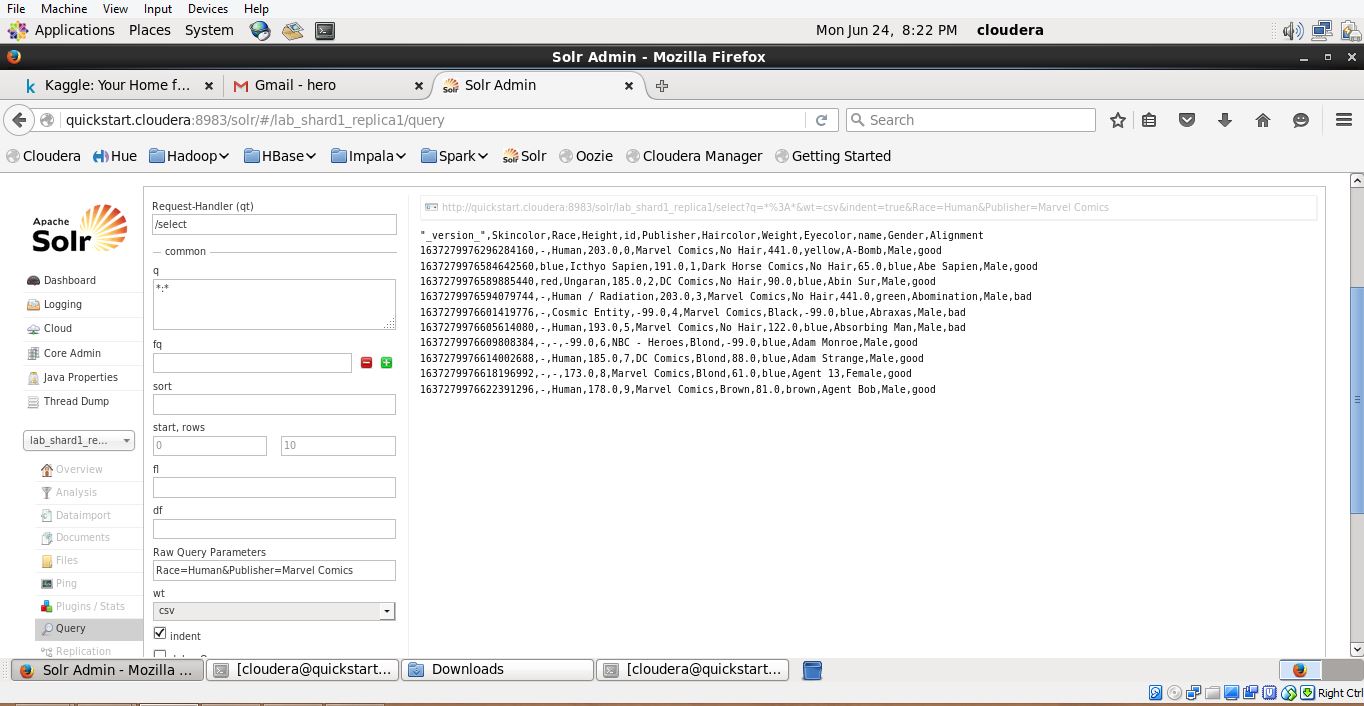 File Machine View Input Devices Help
Applications Places System Mon Jun 24, 8:22 PM cloudera
Solr Admin - Mozilla Firefox
Kaggle: Your Home f... Gmail - hero Solr Admin
quickstart.cloudera:8983/solr/#/lab_shard1_replica1/query Search
Cloudera Hue Hadoop HBase Impala Spark Solr Oozie Cloudera Manager Getting Started
Apache
Solr
Dashboard
Logging
Cloud
Core Admin
Java Properties
Thread Dump
lab_shard1_re...
Overview
Analysis
Dataimport
Documents
Files
Ping
Plugins / Stats
Query
Replication
Request-Handler (qt)
/select
common
q
*:*
fq
sort
start, rows
0 10
fl
df
Raw Query Parameters
Race=Human&Publisher=Marvel Comics
wt
csv
indent
http://quickstart.cloudera:8983/solr/lab_shard1_replica1/select?q=*%3A*&wt=csv&indent=true&Race=Human&Publisher=Marvel Comics
"_version_",Skincolor,Race,Height,id,Publisher,Haircolor,Weight,Eyecolor,name,Gender,Alignment
1637279976296284160,-,Human,203.0,0,Marvel Comics,No Hair,441.0,yellow,A-Bomb,Male,good
1637279976584642560,blue,Icthyo Sapien,191.0,1,Dark Horse Comics,No Hair,65.0,blue,Abe Sapien,Male,good
1637279976589885440,red,Ungaran,185.0,2,DC Comics,No Hair,90.0,blue,Abin Sur,Male,good
1637279976594079744,-,Human / Radiation,203.0,3,Marvel Comics,No Hair,441.0,green,Abomination,Male,bad
1637279976601419776,-,Cosmic Entity,-99.0,4,Marvel Comics,Black,-99.0,blue,Abraxas,Male,bad
1637279976605614080,-,Human,193.0,5,Marvel Comics,No Hair,122.0,blue,Absorbing Man,Male,bad
1637279976609808384,-,-,-99.0,6,NBC - Heroes,Blond,-99.0,blue,Adam Monroe,Male,good
1637279976614002688,-,Human,185.0,7,DC Comics,Blond,88.0,blue,Adam Strange,Male,good
1637279976618196992,-,-,173.0,8,Marvel Comics,Blond,61.0,blue,Agent 13,Female,good
1637279976622391296,-,Human,178.0,9,Marvel Comics,Brown,81.0,brown,Agent Bob,Male,good
Solr Admin - Mozilla ... [cloudera@quickstart... Downloads [cloudera@quickstart...
Right Ctrl